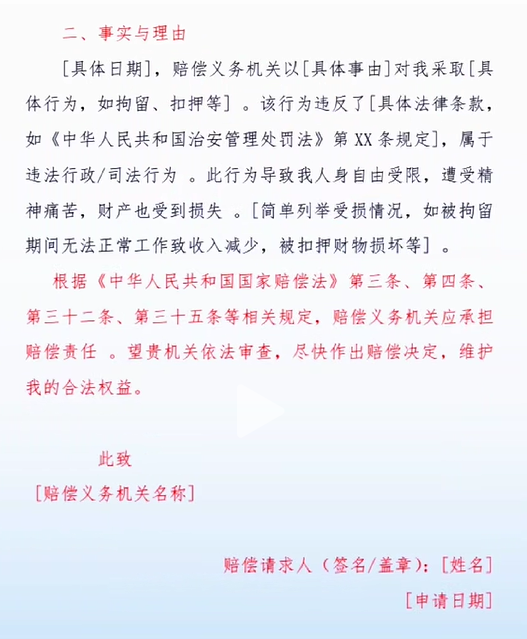 二、事实与理由
[具体日期]，赔偿义务机关以[具体事由]对我采取[具
体行为，如拘留、扣押等] 。该行为违反了[具体法律条款，
如《中华人民共和国治安管理处罚法》第 XX 条规定]，属于
违法行政/司法行为 。此行为导致我人身自由受限，遭受精
神痛苦，财产也受到损失 。[简单列举受损情况，如被拘留
期间无法正常工作致收入减少，被扣押财物损坏等] 。
根据《中华人民共和国国家赔偿法》第三条、第四条、
第三十二条、第三十五条等相关规定，赔偿义务机关应承担
赔偿责任 。望贵机关依法审查，尽快作出赔偿决定，维护
我的合法权益。
此致
[赔偿义务机关名称]
赔偿请求人（签名/盖章）：[姓名]
[申请日期]